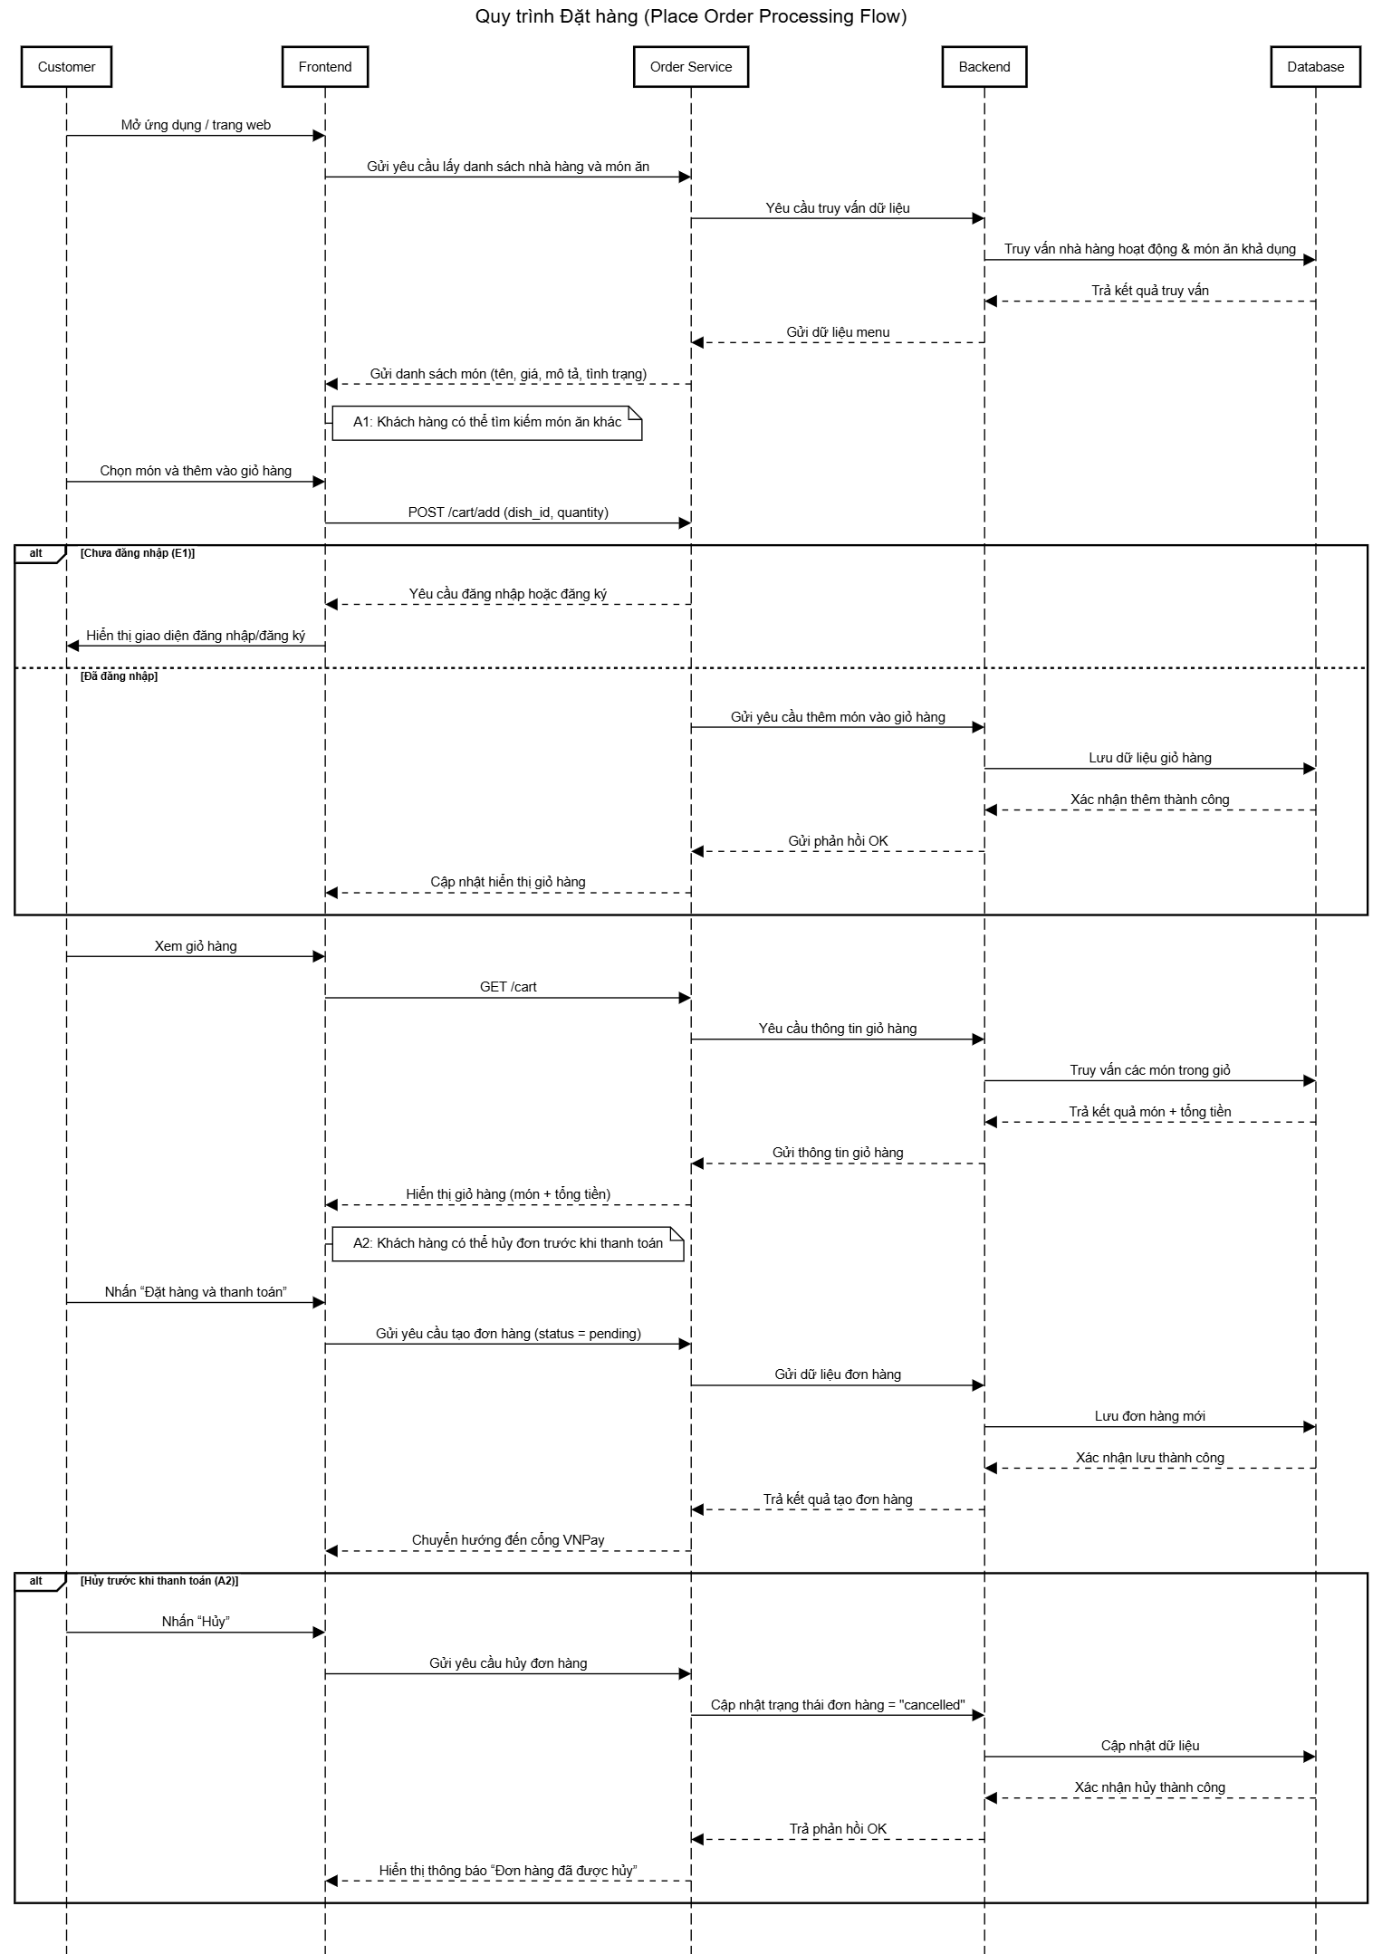 Quy trình Đặt hàng (Place Order Processing Flow)
Customer
Frontend
Order Service
Backend
Database
Mở ứng dụng / trang web
Gửi yêu cầu lấy danh sách nhà hàng và món ăn
Yêu cầu truy vấn dữ liệu
Truy vấn nhà hàng hoạt động & món ăn khả dụng
Trả kết quả truy vấn
Gửi dữ liệu menu
Gửi danh sách món (tên, giá, mô tả, tình trạng)
A1: Khách hàng có thể tìm kiếm món ăn khác
Chọn món và thêm vào giỏ hàng
POST /cart/add (dish_id, quantity)
alt
[Chưa đăng nhập (E1)]
Yêu cầu đăng nhập hoặc đăng ký
Hiển thị giao diện đăng nhập/đăng ký
[Đã đăng nhập]
Gửi yêu cầu thêm món vào giỏ hàng
Lưu dữ liệu giỏ hàng
Xác nhận thêm thành công
Gửi phản hồi OK
Cập nhật hiển thị giỏ hàng
Xem giỏ hàng
GET /cart
Yêu cầu thông tin giỏ hàng
Truy vấn các món trong giỏ
Trả kết quả món + tổng tiền
Gửi thông tin giỏ hàng
Hiển thị giỏ hàng (món + tổng tiền)
A2: Khách hàng có thể hủy đơn trước khi thanh toán
Nhấn “Đặt hàng và thanh toán”
Gửi yêu cầu tạo đơn hàng (status = pending)
Gửi dữ liệu đơn hàng
Lưu đơn hàng mới
Xác nhận lưu thành công
Trả kết quả tạo đơn hàng
Chuyển hướng đến cổng VNPay
alt
[Hủy trước khi thanh toán (A2)]
Nhấn “Hủy”
Gửi yêu cầu hủy đơn hàng
Cập nhật trạng thái đơn hàng = "cancelled"
Cập nhật dữ liệu
Xác nhận hủy thành công
Trả phản hồi OK
Hiển thị thông báo “Đơn hàng đã được hủy”